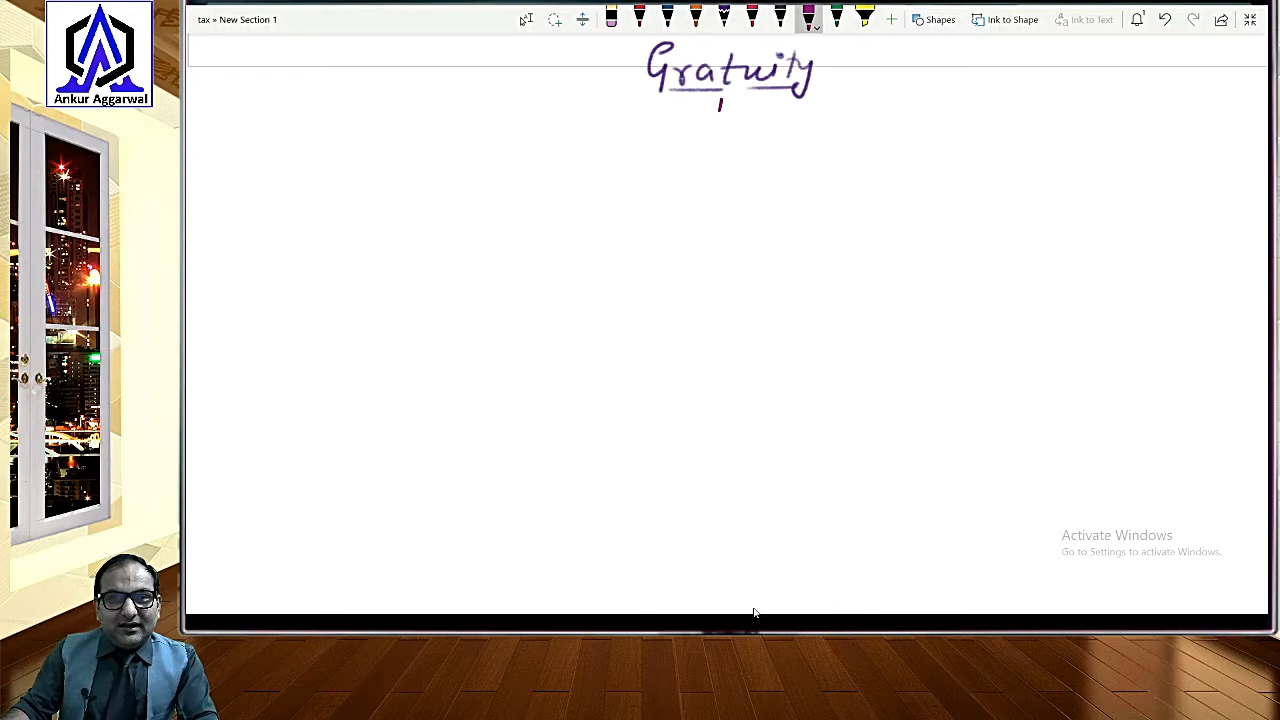 tax » New Section 1
Shapes
Ink to Shape
Ink to Text
Gratuity
Ankur Aggarwal
Activate Windows
Go to Settings to activate Windows.